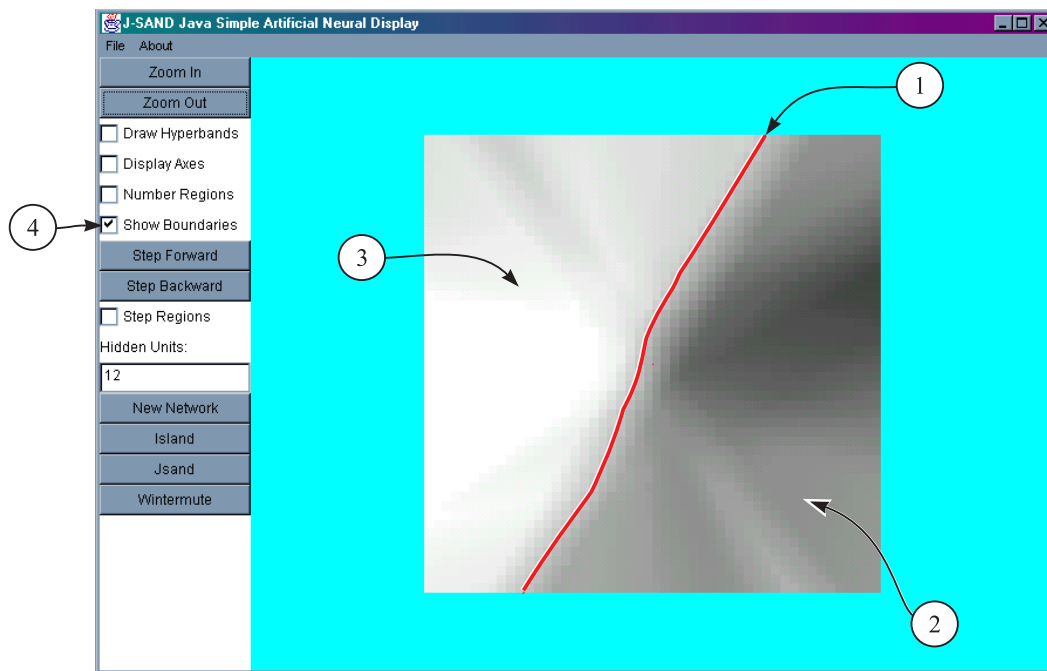 J-SAND Java Simple Artificial Neural Display
File About
Zoom In
Zoom Out
Draw Hyperbands
Display Axes
Number Regions
Show Boundaries
Step Forward
Step Backward
Step Regions
Hidden Units:
12
New Network
Island
Jsand
Wintermute
1
2
3
4